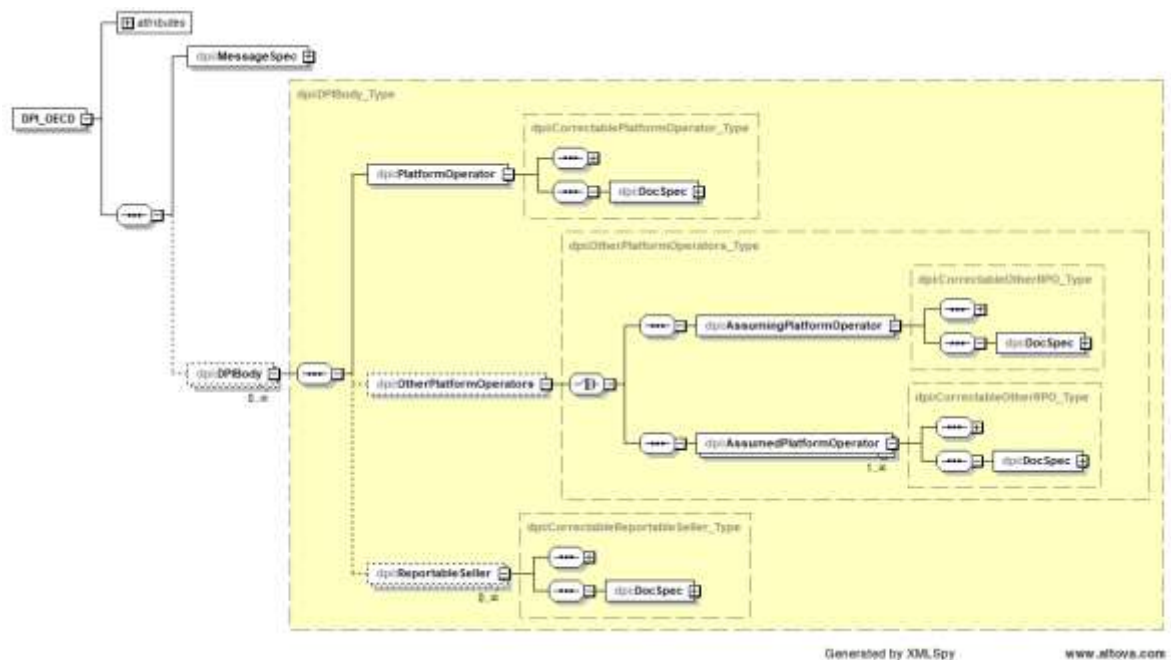 attributes
dpi:MessageSpec
DPI_OECD
dpi:DPIBody_Type
dpi:CorrectablePlatformOperator_Type
dpi:PlatformOperator
dpi:DocSpec
dpi:OtherPlatformOperators_Type
dpi:CorrectableOtherRPO_Type
dpi:AssumingPlatformOperator
dpi:DocSpec
dpi:DPIBody
0..∞
dpi:OtherPlatformOperators
dpi:CorrectableOtherRPO_Type
dpi:AssumedPlatformOperator
1..∞
dpi:DocSpec
dpi:CorrectableReportableSeller_Type
dpi:ReportableSeller
0..∞
dpi:DocSpec
Generated by XMLSpy
www.altova.com